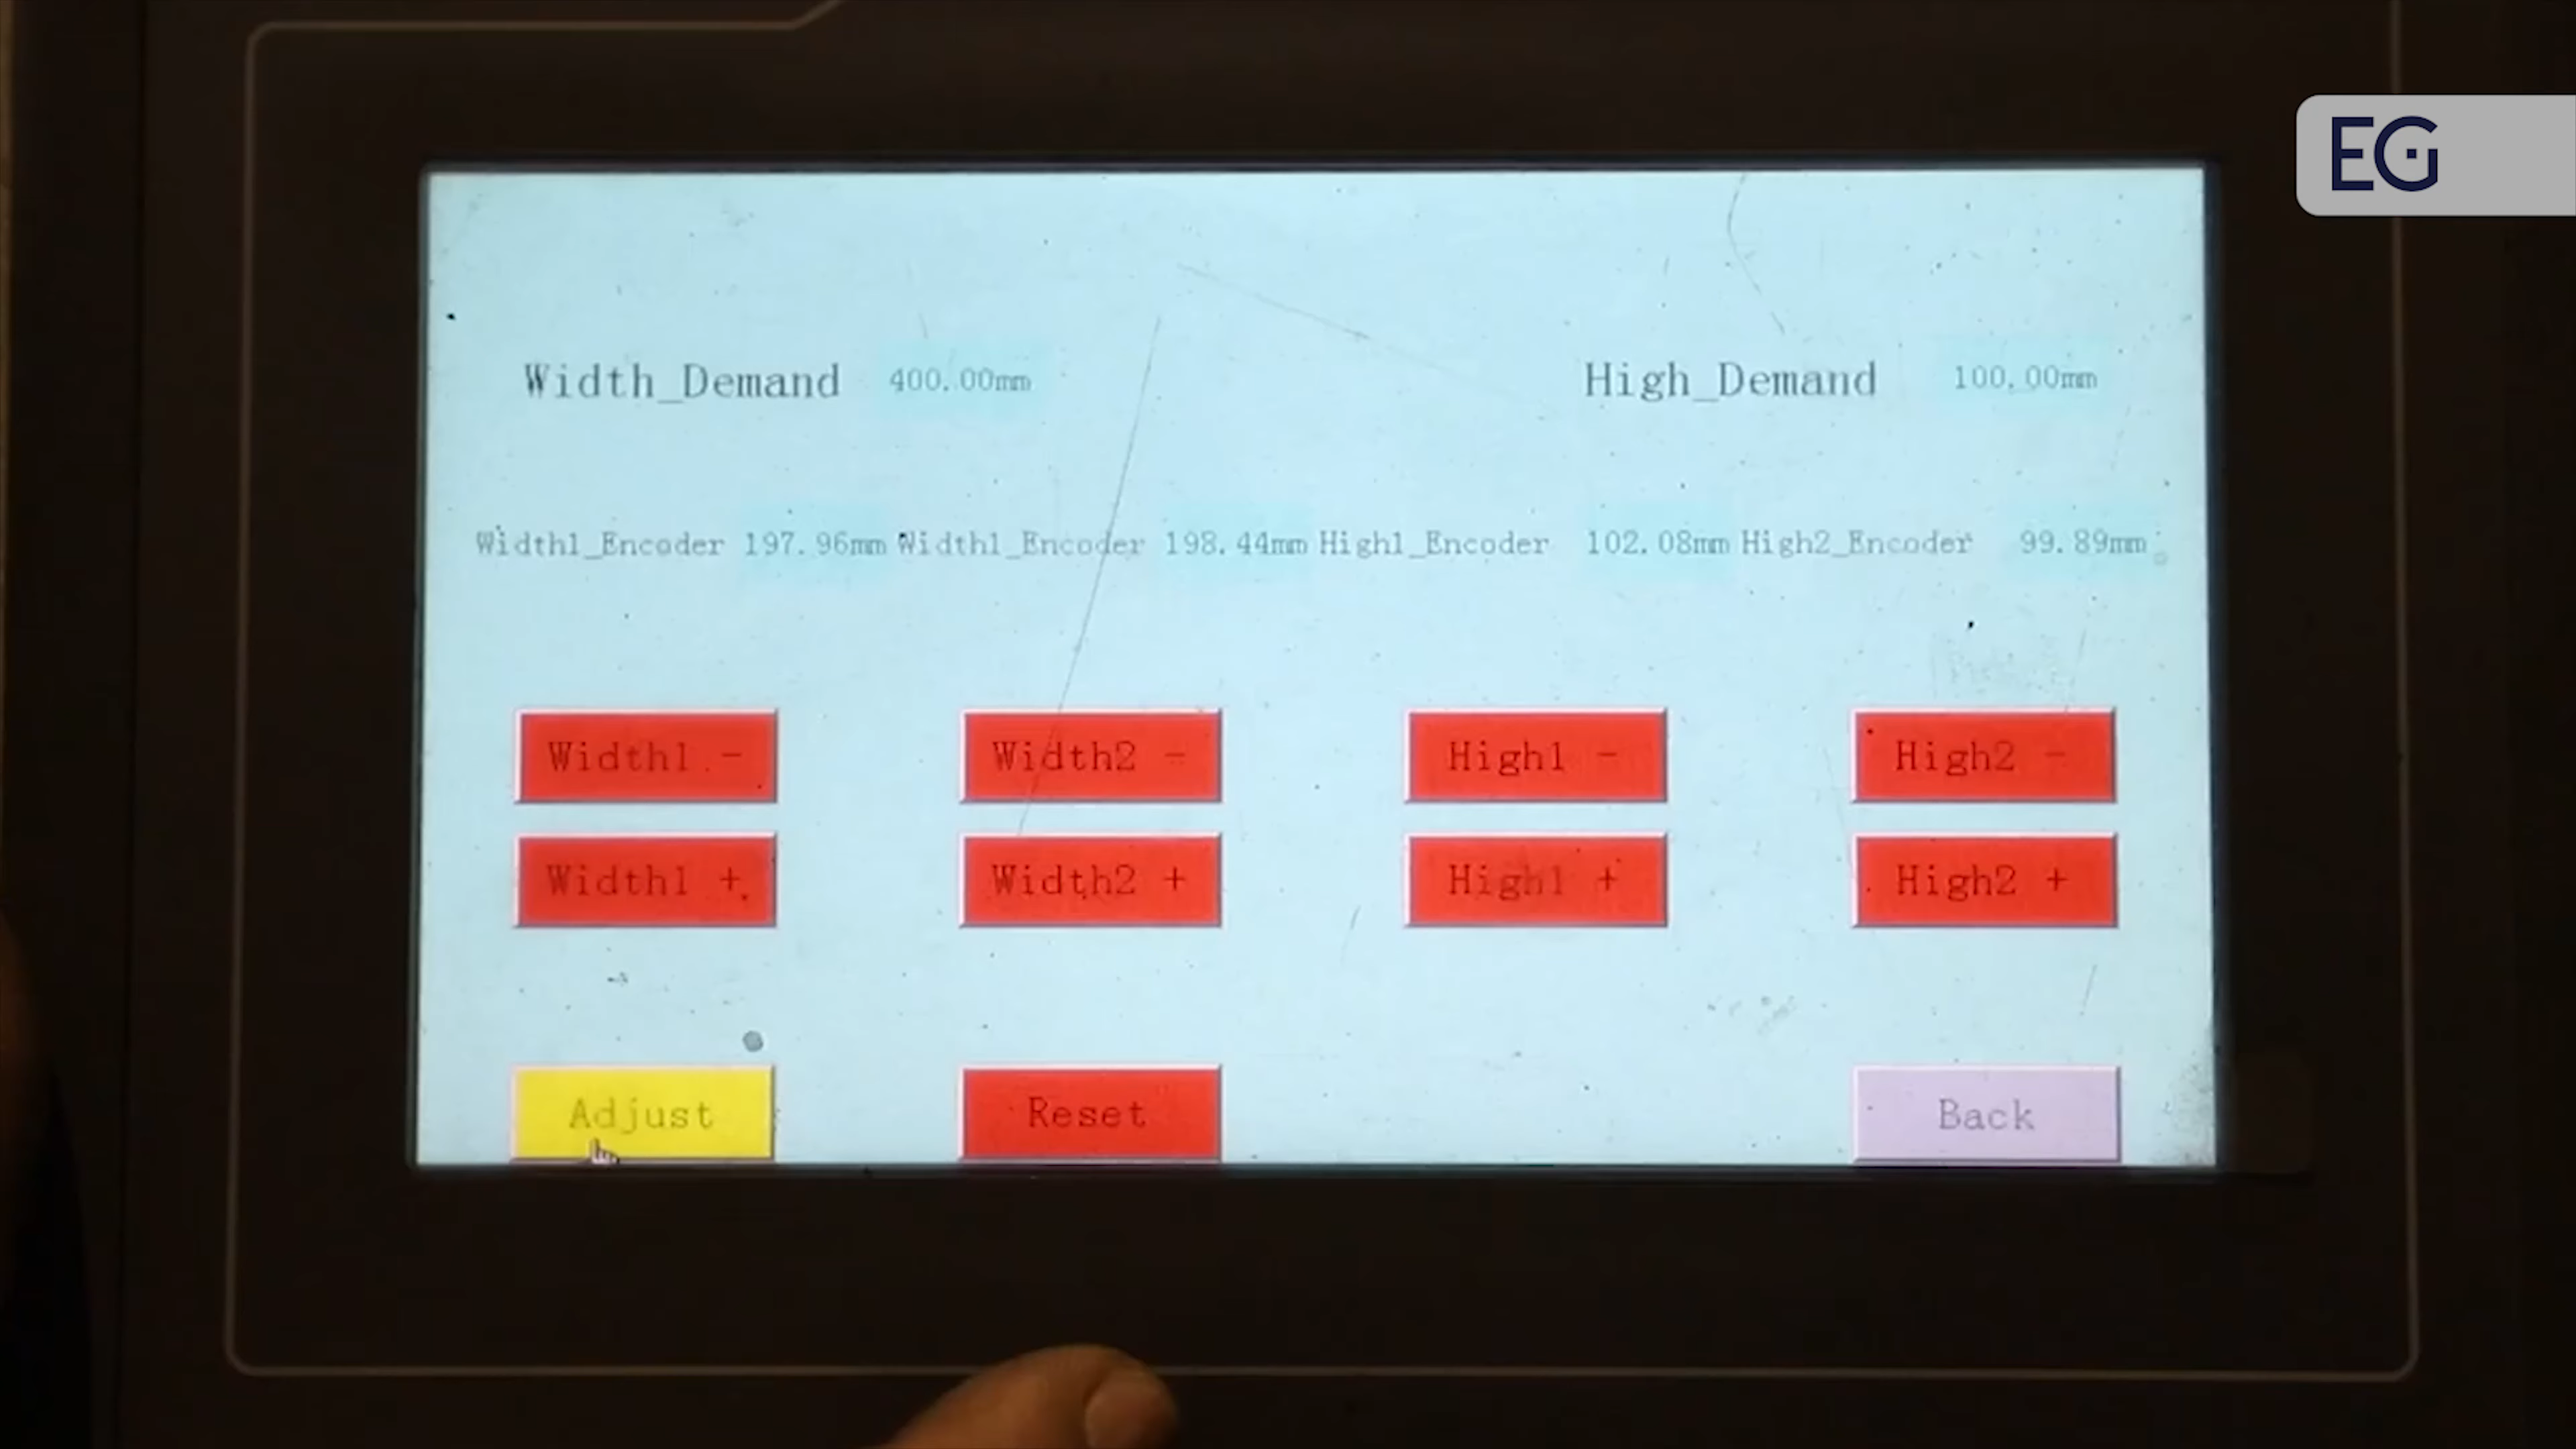 EG
Width_Demand 400.00mm High_Demand 100.00mm
Width1_Encoder 197.96mm Width1_Encoder 198.44mm High1_Encoder 102.08mm High2_Encoder 99.89mm
Width1 - Width2 - High1 - High2 -
Width1 + Width2 + High1 + High2 +
Adjust Reset Back